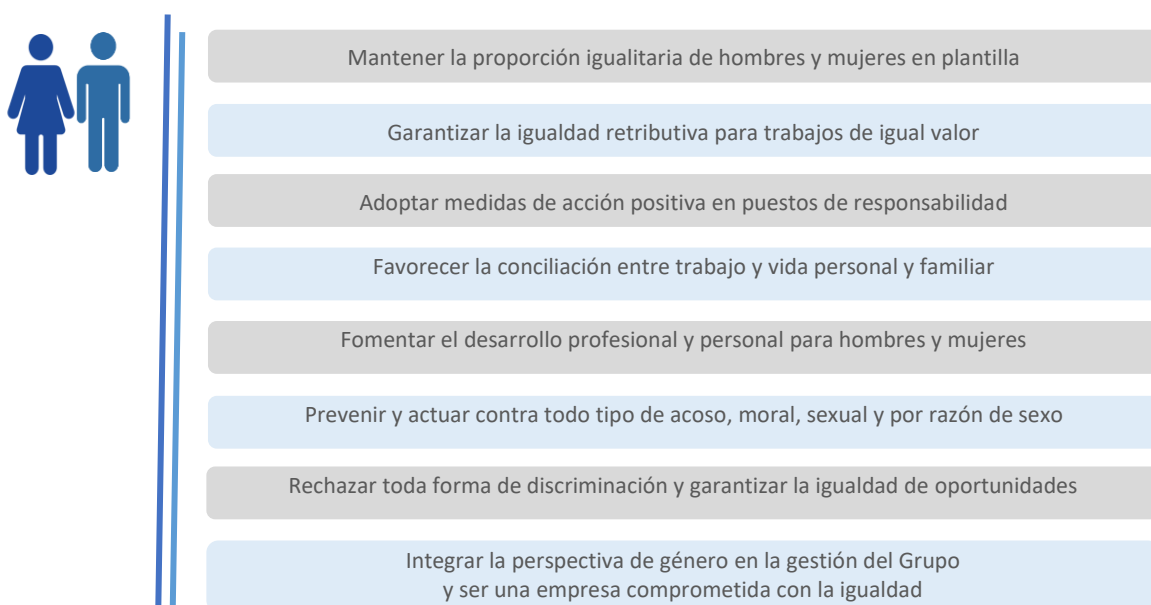 Mantener la proporción igualitaria de hombres y mujeres en plantilla
Garantizar la igualdad retributiva para trabajos de igual valor
Adoptar medidas de acción positiva en puestos de responsabilidad
Favorecer la conciliación entre trabajo y vida personal y familiar
Fomentar el desarrollo profesional y personal para hombres y mujeres
Prevenir y actuar contra todo tipo de acoso, moral, sexual y por razón de sexo
Rechazar toda forma de discriminación y garantizar la igualdad de oportunidades
Integrar la perspectiva de género en la gestión del Grupo
y ser una empresa comprometida con la igualdad